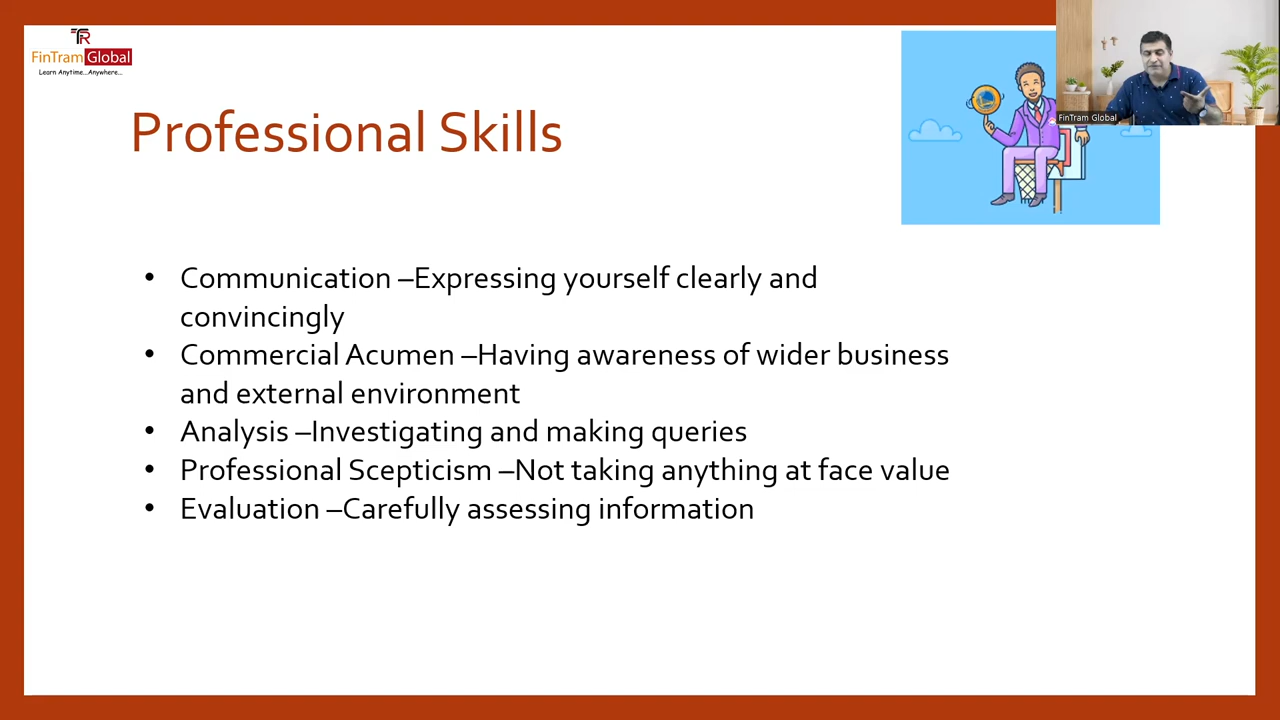 TR
FinTram Global
Learn Anytime...Anywhere...
FinTram Global
Professional Skills
• Communication –Expressing yourself clearly and
convincingly
• Commercial Acumen –Having awareness of wider business
and external environment
• Analysis –Investigating and making queries
• Professional Scepticism –Not taking anything at face value
• Evaluation –Carefully assessing information